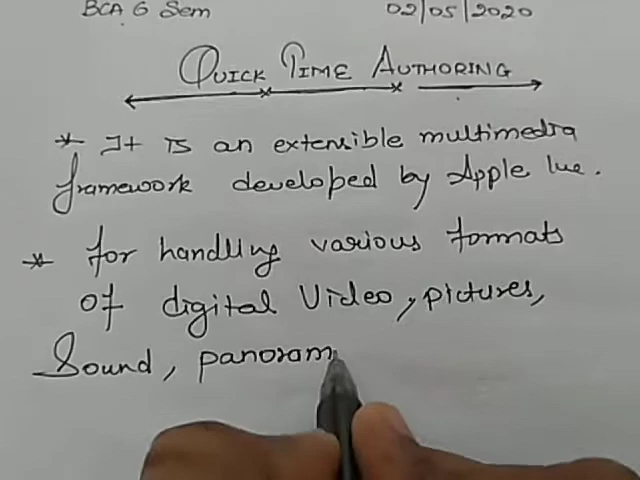 BCA 6 Sem 02/05/2020
QUICK TIME AUTHORING
* It is an extensible multimedia
framework developed by Apple Inc.
* for handling various formats
of digital Video, pictures,
Sound, panoram